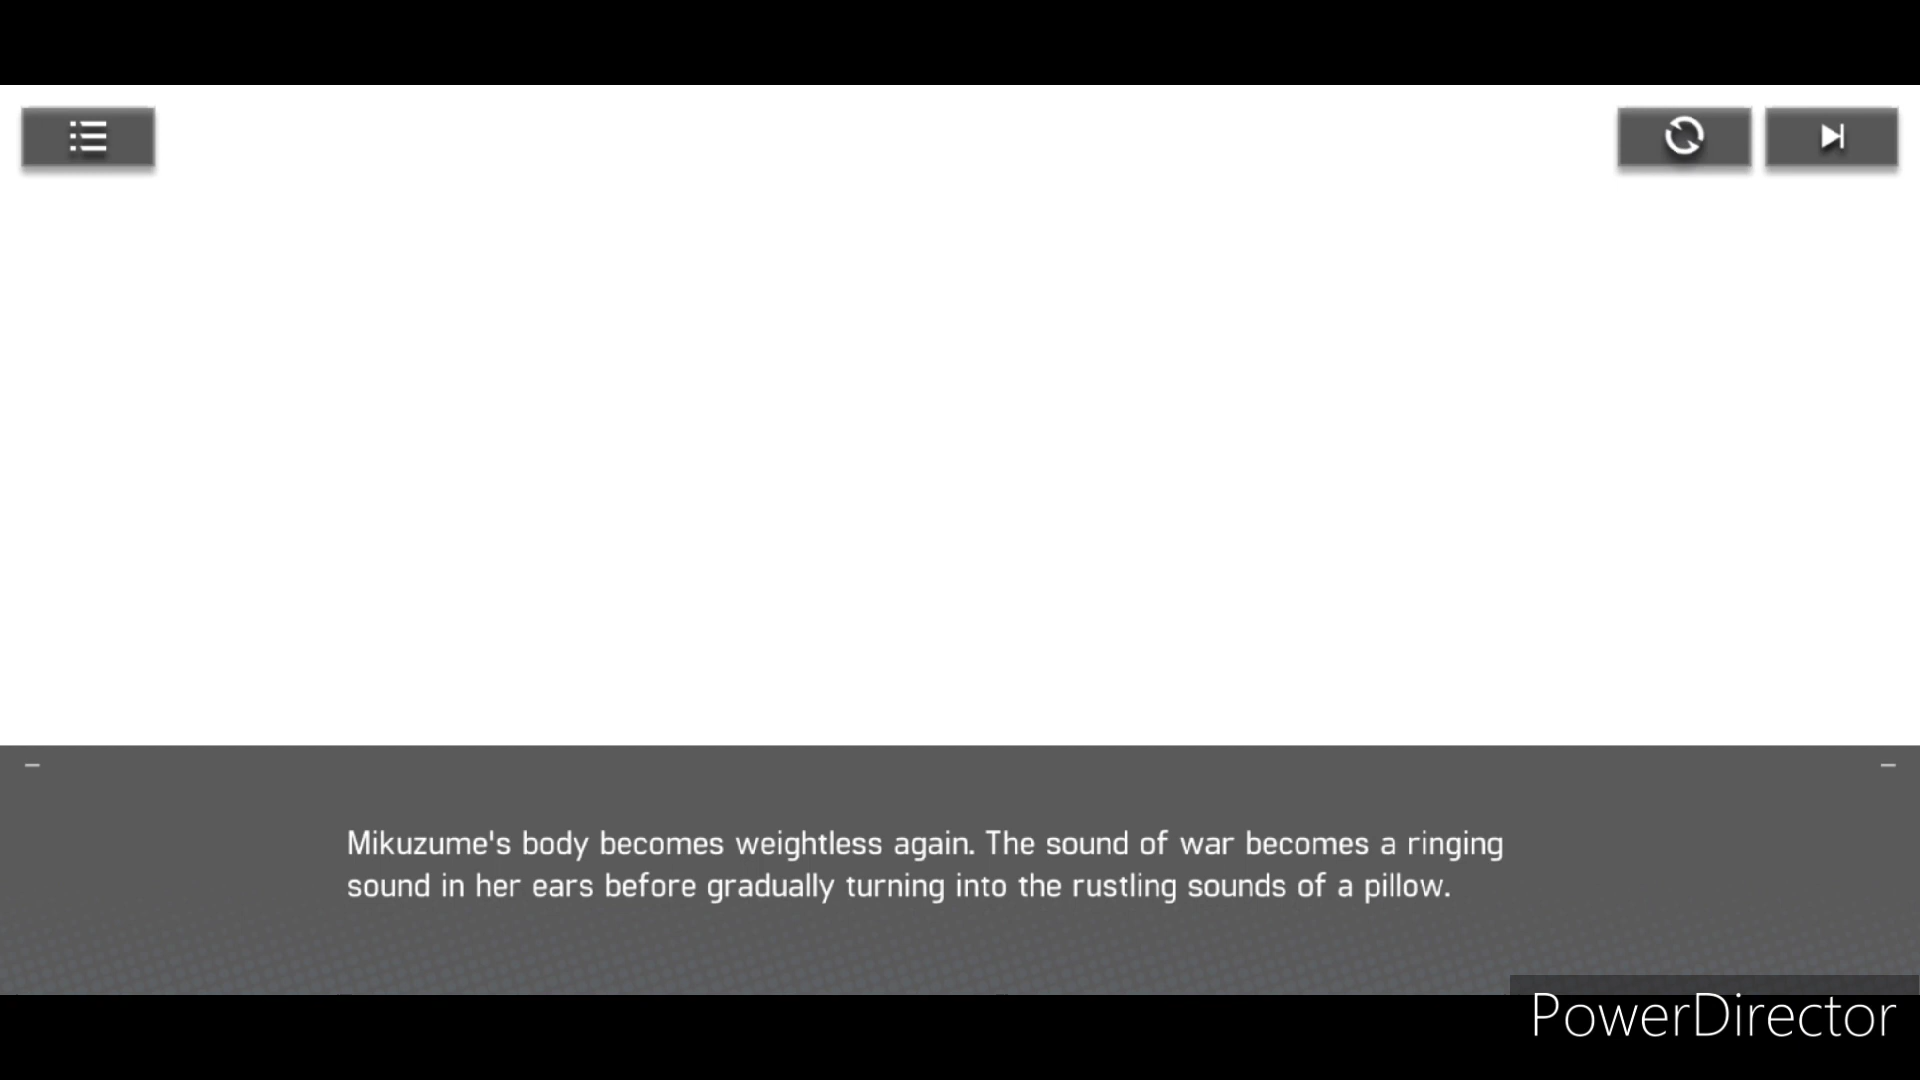 Mikuzume's body becomes weightless again. The sound of war becomes a ringing
sound in her ears before gradually turning into the rustling sounds of a pillow.
PowerDirector